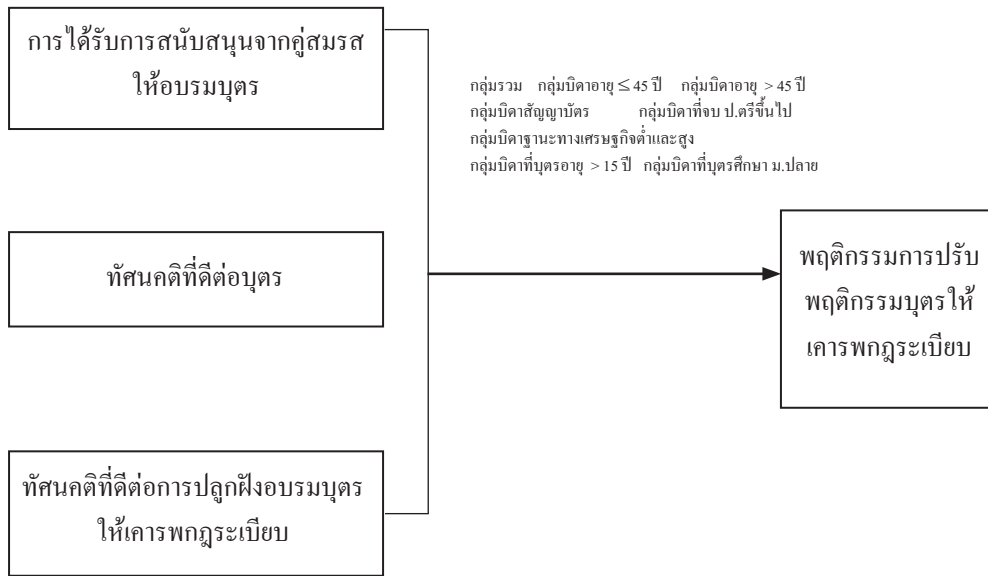 การได้รับการสนับสนุนจากคู่สมรส
ให้อบรมบุตร
กลุ่มรวม กลุ่มบิดาอายุ ≤ 45 ปี กลุ่มบิดาอายุ > 45 ปี
กลุ่มบิดาสัญญาบัตร กลุ่มบิดาที่จบ ป.ตรีขึ้นไป
กลุ่มบิดาฐานะทางเศรษฐกิจต่ำและสูง
กลุ่มบิดาที่บุตรอายุ > 15 ปี กลุ่มบิดาที่บุตรศึกษา ม.ปลาย
ทัศนคติที่ดีต่อบุตร
พฤติกรรมการปรับ
พฤติกรรมบุตรให้
เคารพกฎระเบียบ
ทัศนคติที่ดีต่อการปลูกฝังอบรมบุตร
ให้เคารพกฎระเบียบ